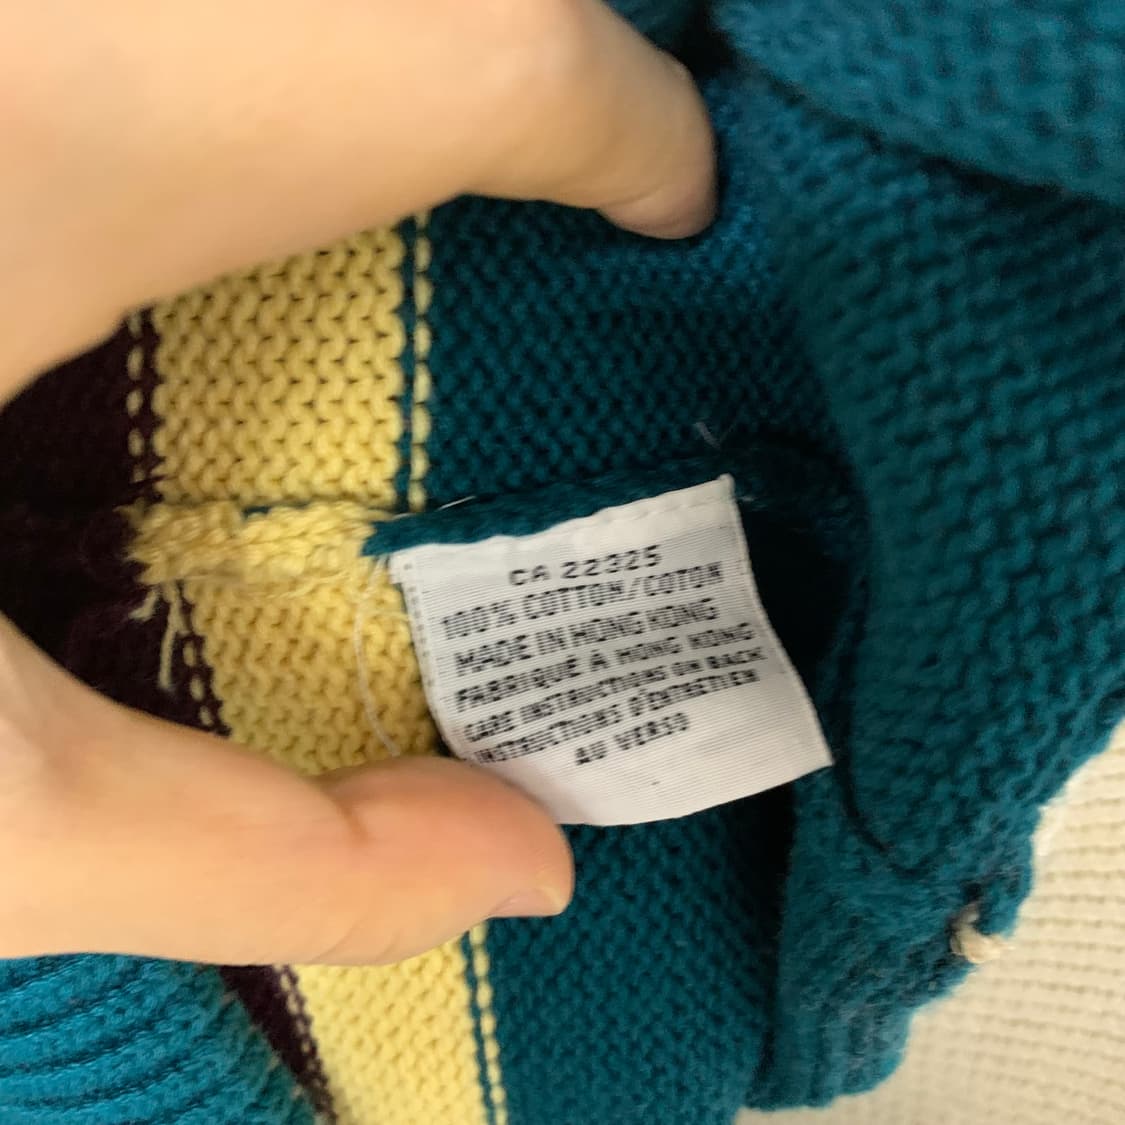 CA 22325
100% COTTON/COTON
MADE IN HONG KONG
FABRIQUÉ À HONG KONG
CARE INSTRUCTIONS ON BACK
INSTRUCTIONS D'ENTRETIEN
AU VERSO